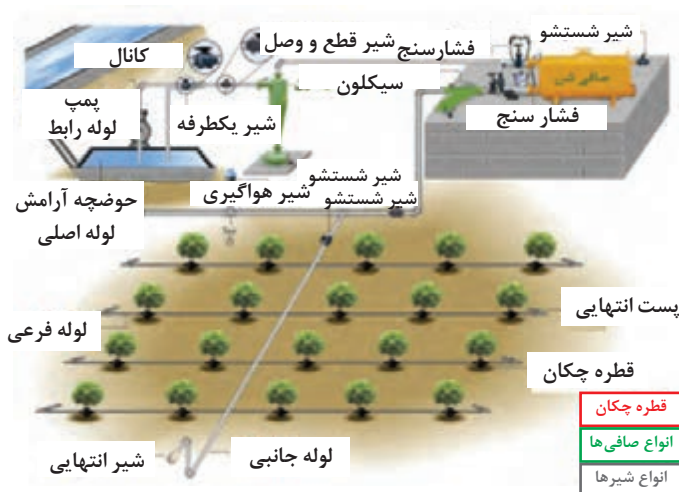 شیر شستشو
فشارسنج
شیر قطع و وصل
کانال
سیکلون
صافی شن
پمپ
لوله رابط
شیر یکطرفه
فشار سنج
شیر شستشو
شیر هواگیری
شیر شستشو
حوضچه آرامش
لوله اصلی
پست انتهایی
لوله فرعی
قطره چکان
قطره چکان
انواع صافی‌ها
انواع شیرها
لوله جانبی
شیر انتهایی